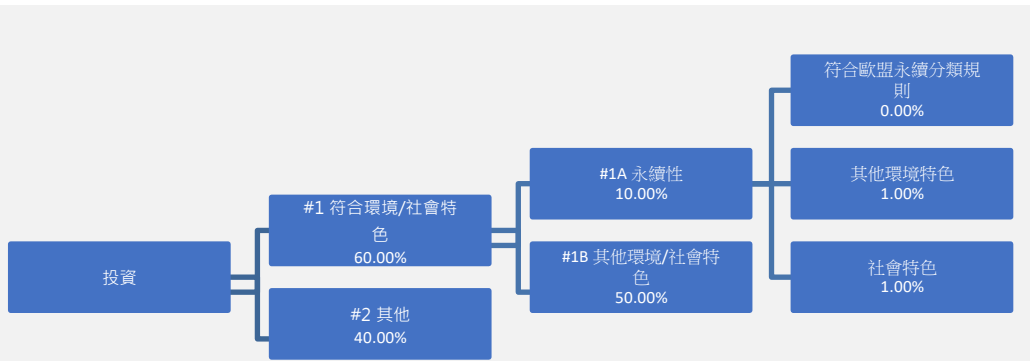 投資
#1 符合環境/社會特
色
60.00%
#2 其他
40.00%
#1A 永續性
10.00%
#1B 其他環境/社會特
色
50.00%
符合歐盟永續分類規
則
0.00%
其他環境特色
1.00%
社會特色
1.00%